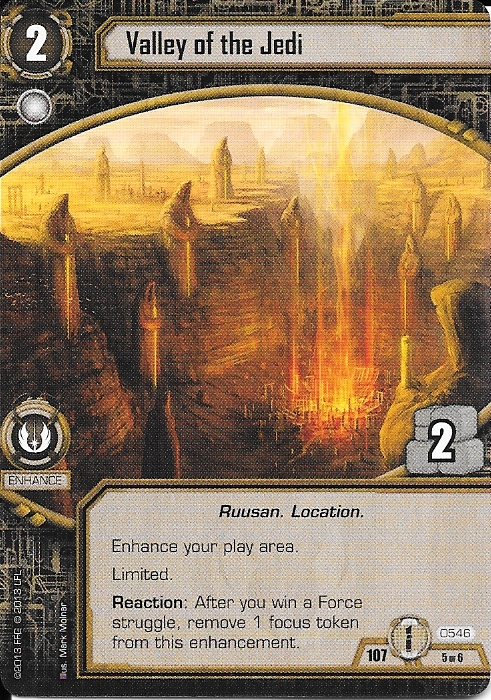 2
Valley of the Jedi
2
ENHANCE
Ruusan. Location.
Enhance your play area.
Limited.
Reaction: After you win a Force
struggle, remove 1 focus token
from this enhancement.
©2013 FFG ©2013 LFL
Illus. Mark Molnar
107
0546
5 OF 6